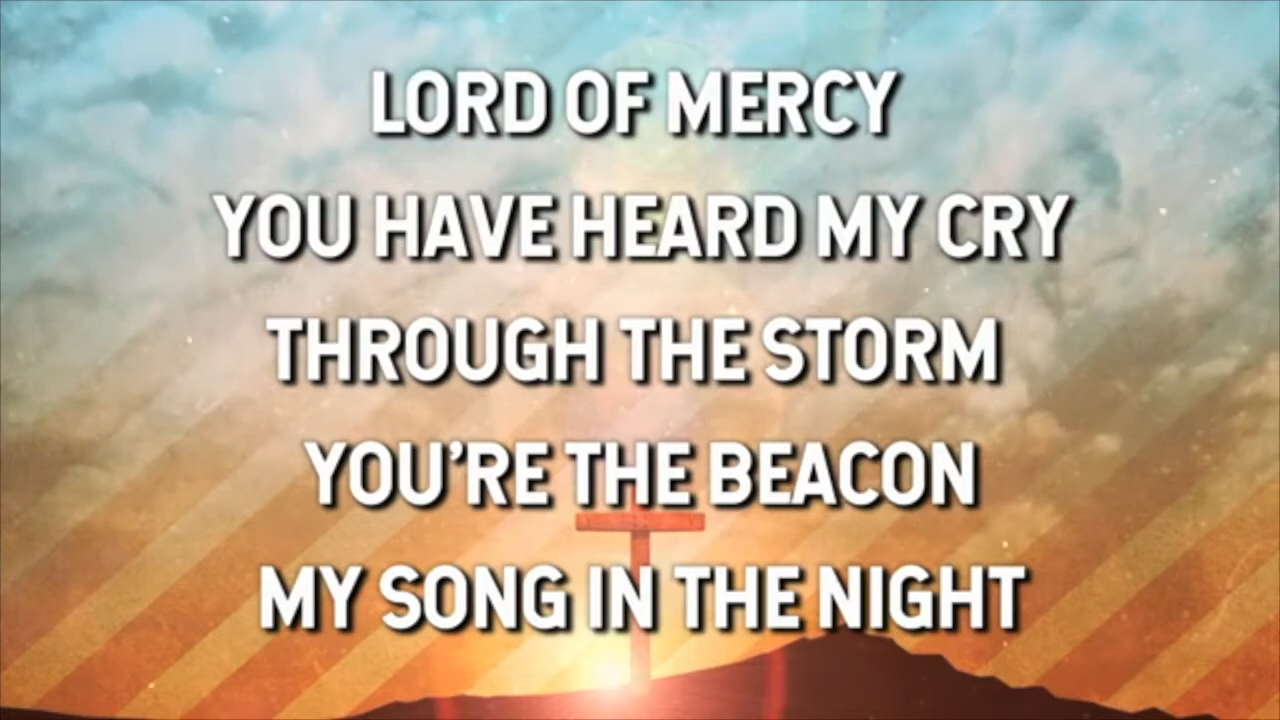 LORD OF MERCY
YOU HAVE HEARD MY CRY
THROUGH THE STORM
YOU'RE THE BEACON
MY SONG IN THE NIGHT